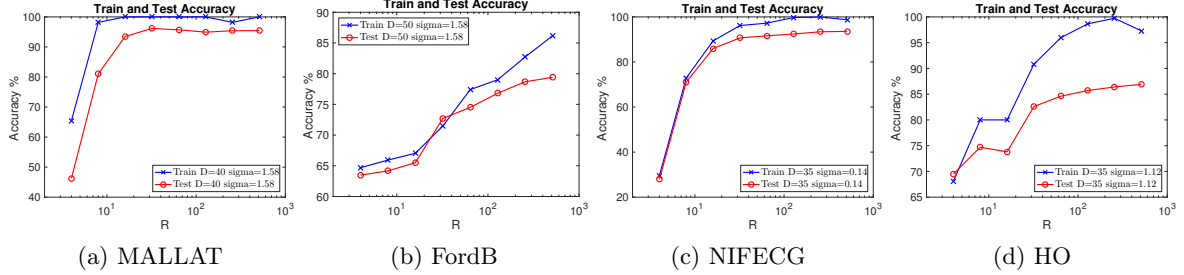 Train and Test Accuracy
Accuracy %
100
90
80
70
60
50
40
Train D=40 sigma=1.58
Test D=40 sigma=1.58
10^1
10^2
10^3
R
(a) MALLAT
Train and Test Accuracy
Accuracy %
90
85
80
75
70
65
60
Train D=50 sigma=1.58
Test D=50 sigma=1.58
10^1
10^2
10^3
R
(b) FordB
Train and Test Accuracy
Accuracy %
100
80
60
40
20
Train D=35 sigma=0.14
Test D=35 sigma=0.14
10^1
10^2
10^3
R
(c) NIFECG
Train and Test Accuracy
Accuracy %
100
95
90
85
80
75
70
65
Train D=35 sigma=1.12
Test D=35 sigma=1.12
10^1
10^2
10^3
R
(d) HO